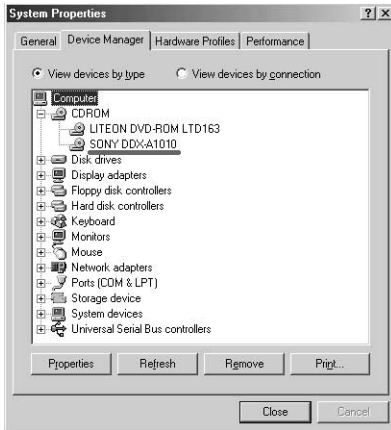 System Properties
? X
General Device Manager Hardware Profiles Performance
View devices by type View devices by connection
Computer
CDROM
LITEON DVD-ROM LTD163
SONY DDX-A1010
Disk drives
Display adapters
Floppy disk controllers
Hard disk controllers
Keyboard
Monitors
Mouse
Network adapters
Ports (COM & LPT)
Storage device
System devices
Universal Serial Bus controllers
Properties Refresh Remove Print...
Close Cancel